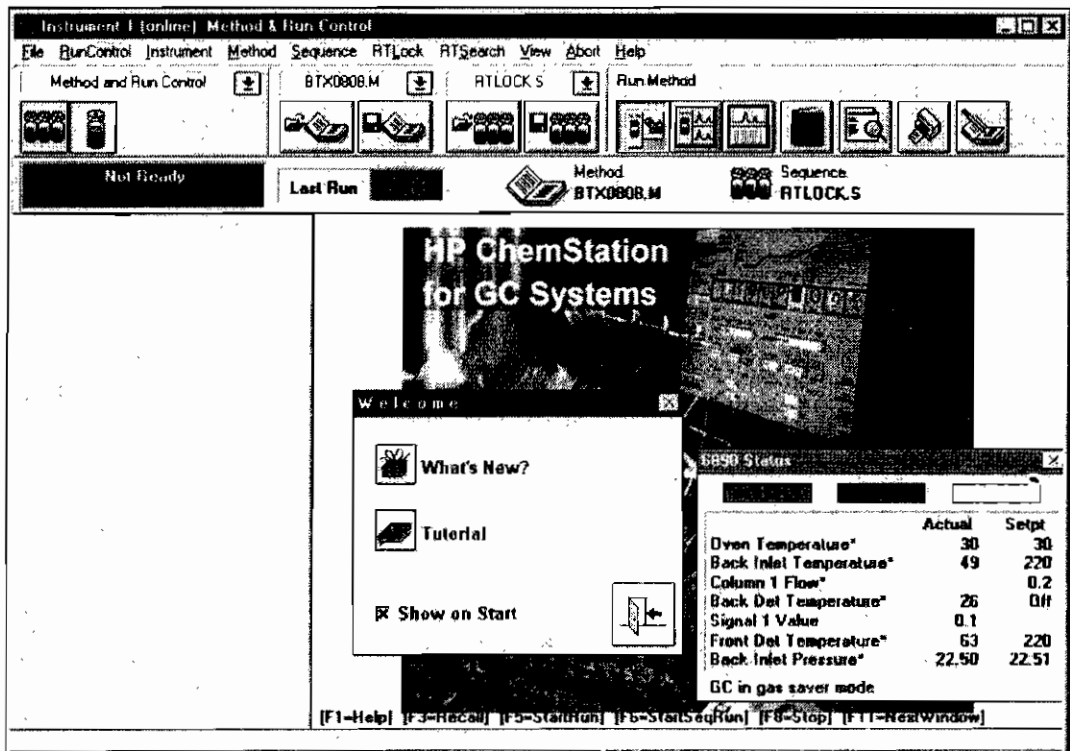 Instrument 1 (online): Method & Run Control
File RunControl Instrument Method Sequence RTLock RTSearch View Abort Help
Method and Run Control BTX0808.M RTLOCK.S Run Method
Not Ready
Last Run
Method
BTX0808.M
Sequence
RTLOCK.S
HP ChemStation
for GC Systems
Welcome
What's New?
Tutorial
Show on Start
6890 Status
Actual Setpt
Oven Temperature* 30 30
Back Inlet Temperature* 49 220
Column 1 Flow* 0.2
Back Det Temperature* 26 Off
Signal 1 Value 0.1
Front Det Temperature* 63 220
Back Inlet Pressure* 22.50 22.51
GC in gas saver mode
[F1=Help] [F3=Recall] [F5=StartRun] [F6=StartSeqRun] [F8=Stop] [F11=NextWindow]